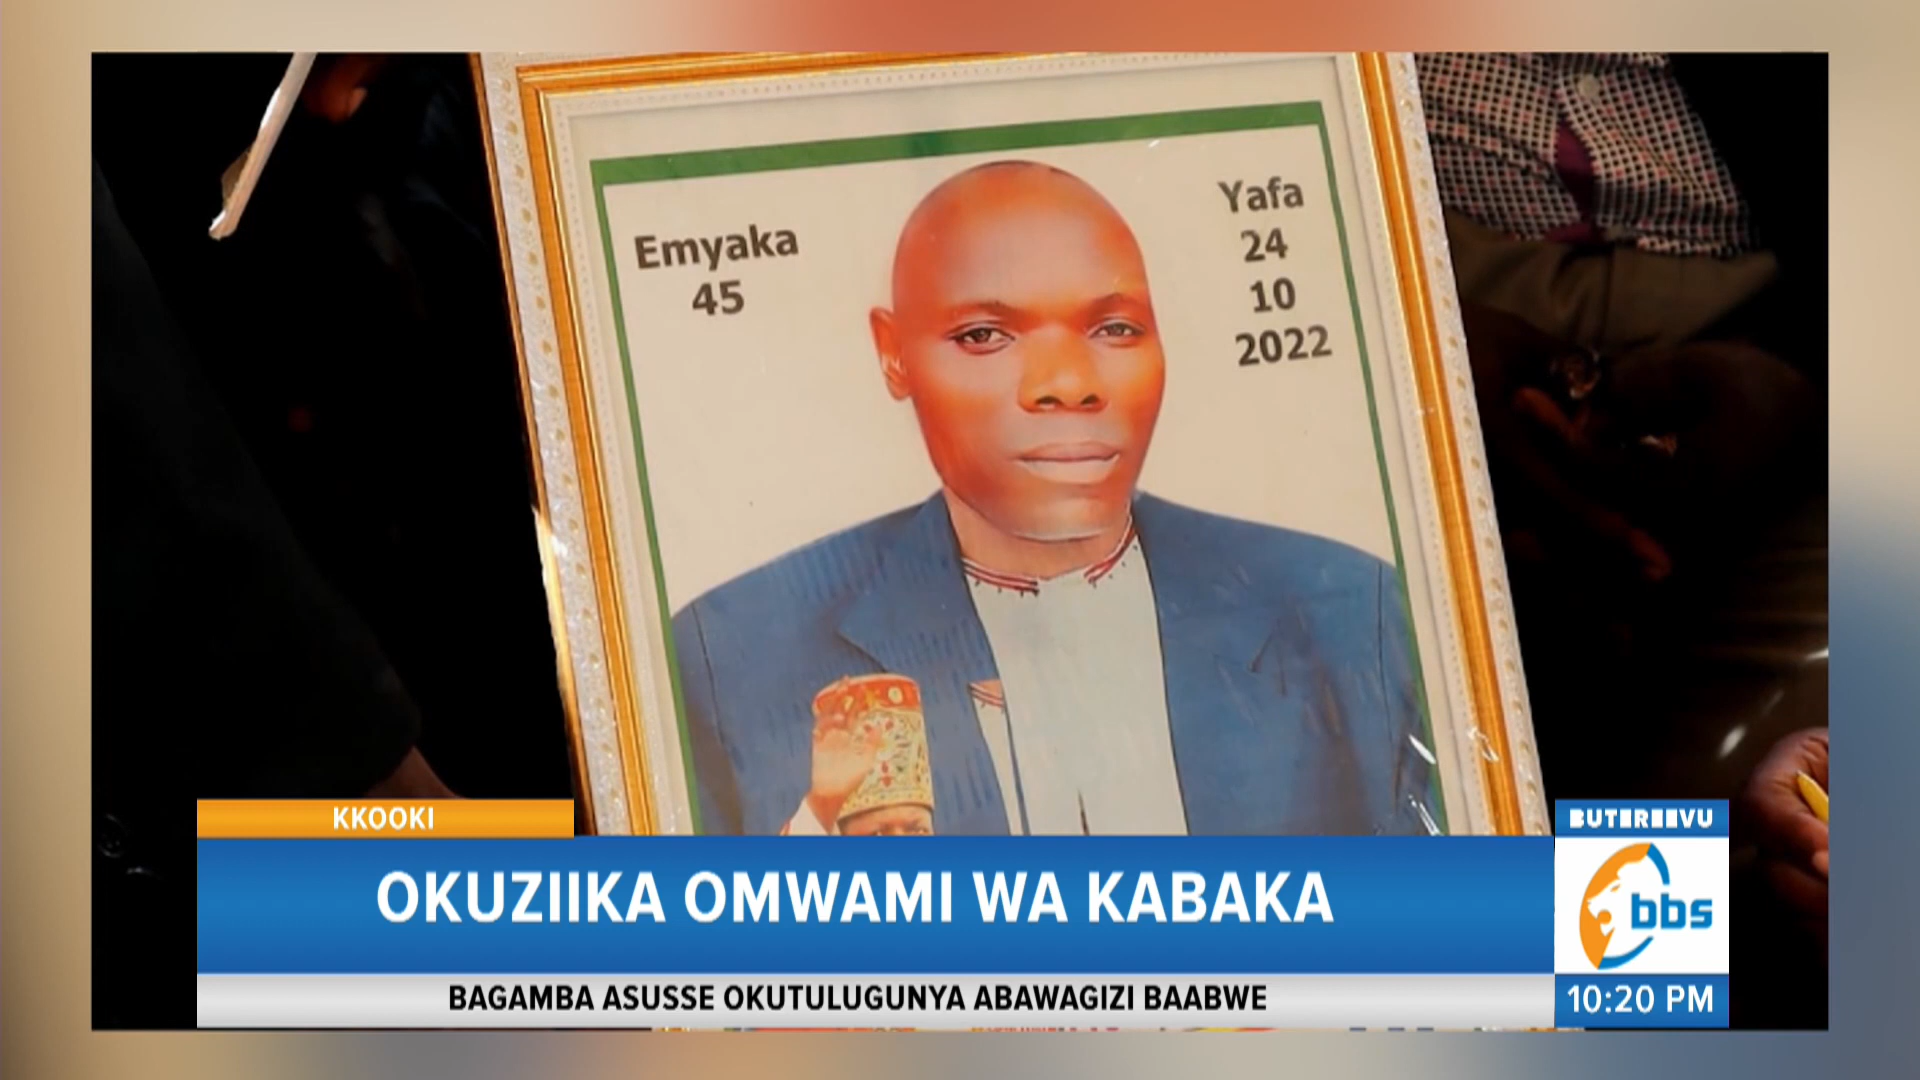 Emyaka
45
Yafa
24
10
2022
KKOOKI
BUTEREEVU
OKUZIIKA OMWAMI WA KABAKA
bbs
BAGAMBA ASUSSE OKUTULUGUNYA ABAWAGIZI BAABWE
10:20 PM